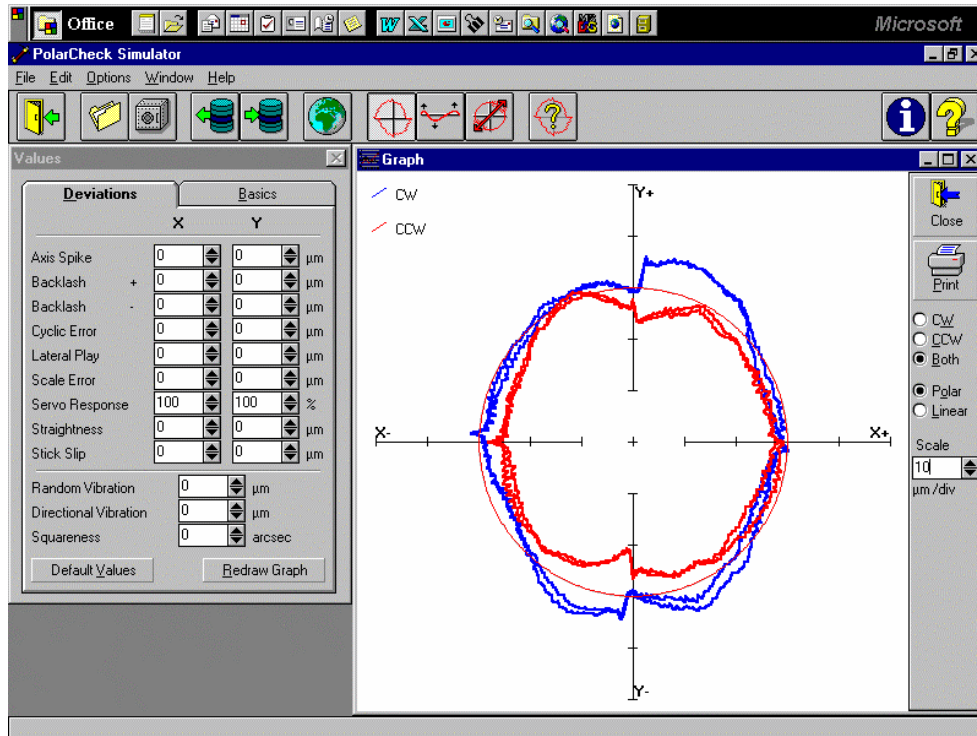 Office Microsoft
PolarCheck Simulator
File Edit Options Window Help
Values
Deviations Basics
X Y
Axis Spike 0 0 µm
Backlash + 0 0 µm
Backlash - 0 0 µm
Cyclic Error 0 0 µm
Lateral Play 0 0 µm
Scale Error 0 0 µm
Servo Response 100 100 %
Straightness 0 0 µm
Stick Slip 0 0 µm
Random Vibration 0 µm
Directional Vibration 0 µm
Squareness 0 arcsec
Default Values Redraw Graph
Graph
CW
CCW
Y+
X- X+
Y-
Close
Print
CW
CCW
Both
Polar
Linear
Scale
10
µm /div